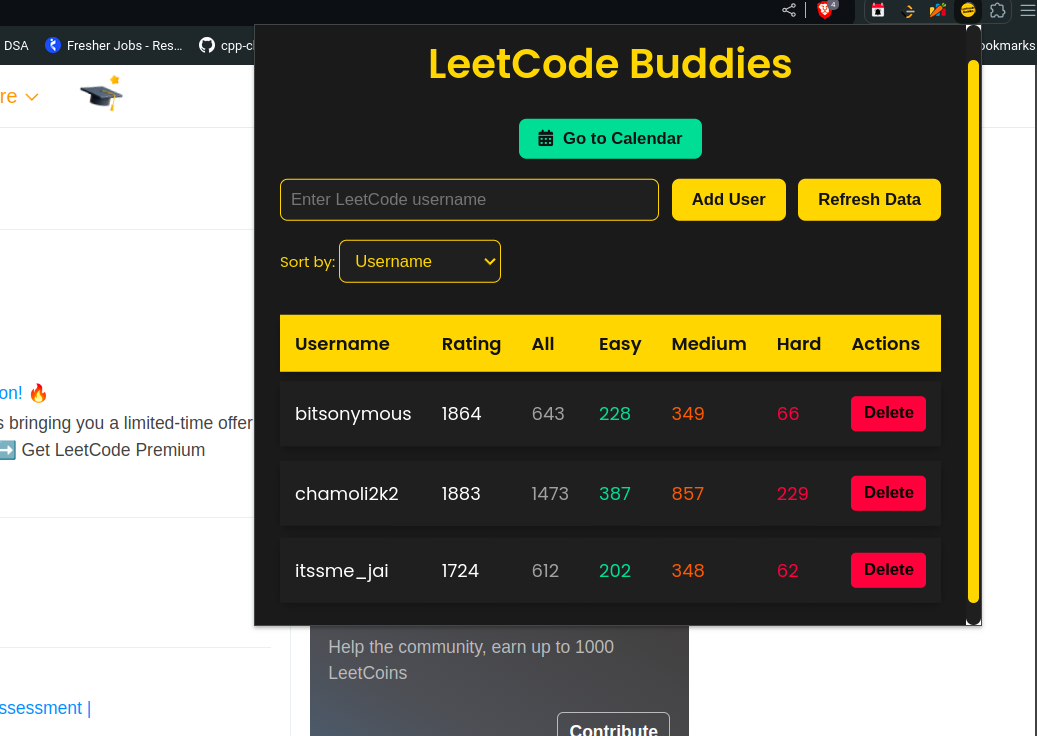 4
DSA
Fresher Jobs - Res...
LeetCode Buddies
Go to Calendar
Enter LeetCode username
Add User
Refresh Data
Sort by:
Username
Username Rating All Easy Medium Hard Actions
bitsonymous 1864 643 228 349 66 Delete
chamoli2k2 1883 1473 387 857 229 Delete
itssme_jai 1724 612 202 348 62 Delete
on! 🔥
s bringing you a limited-time offer
➡️ Get LeetCode Premium
Help the community, earn up to 1000
LeetCoins
Contribute
ssessment |